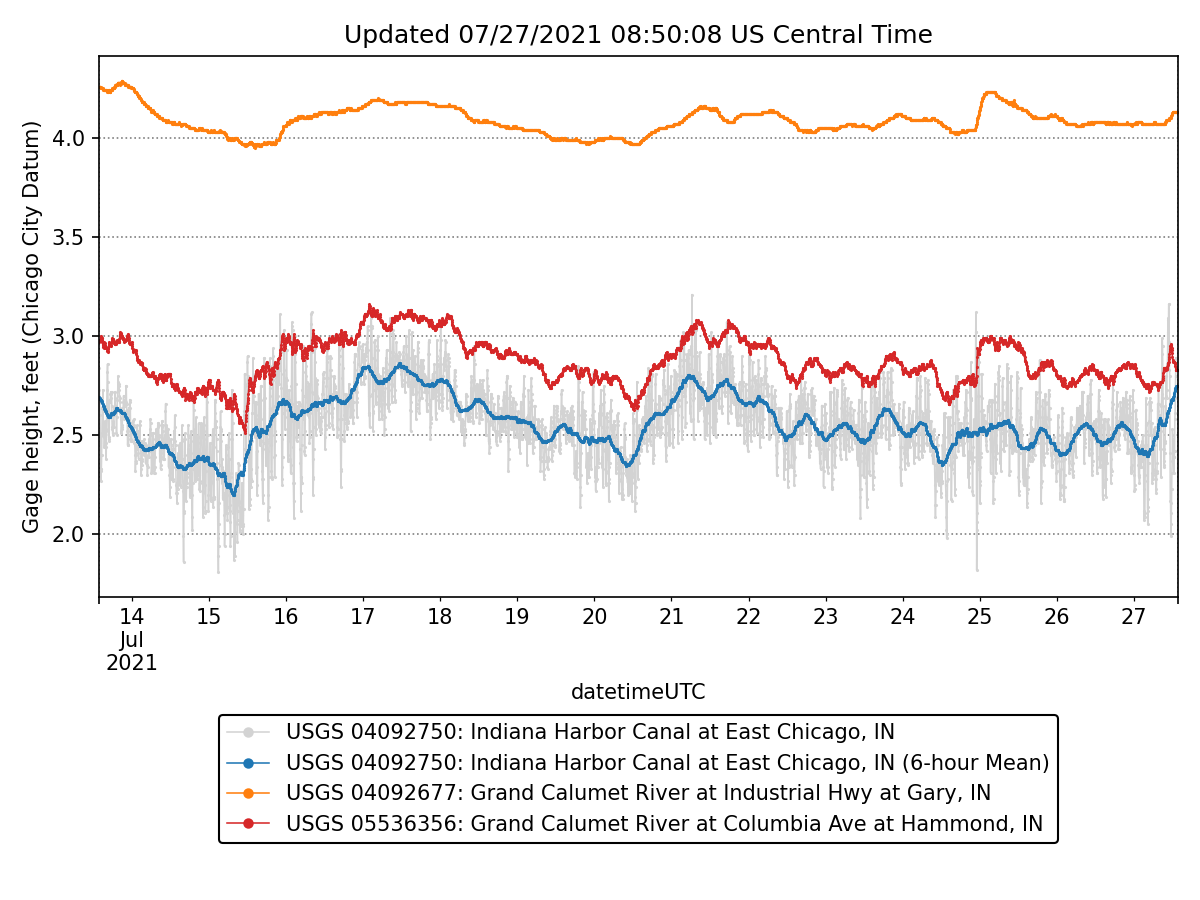 Updated 07/27/2021 08:50:08 US Central Time
Gage height, feet (Chicago City Datum)
4.0
3.5
3.0
2.5
2.0
14 15 16 17 18 19 20 21 22 23 24 25 26 27
Jul
2021
datetimeUTC
USGS 04092750: Indiana Harbor Canal at East Chicago, IN
USGS 04092750: Indiana Harbor Canal at East Chicago, IN (6-hour Mean)
USGS 04092677: Grand Calumet River at Industrial Hwy at Gary, IN
USGS 05536356: Grand Calumet River at Columbia Ave at Hammond, IN